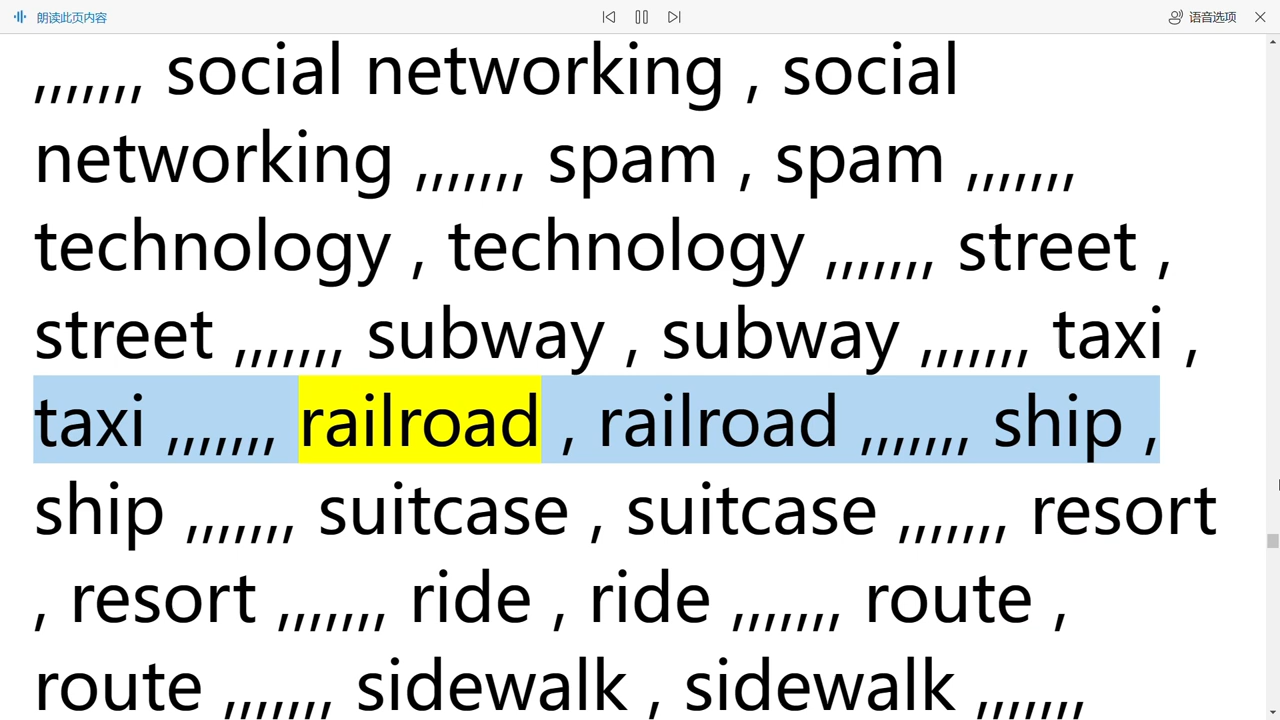 朗读此页内容
语音选项
,,,,,,, social networking , social
networking ,,,,,,, spam , spam ,,,,,,,
technology , technology ,,,,,,, street ,
street ,,,,,,, subway , subway ,,,,,,, taxi ,
taxi ,,,,,,, railroad , railroad ,,,,,,, ship ,
ship ,,,,,,, suitcase , suitcase ,,,,,,, resort
, resort ,,,,,,, ride , ride ,,,,,,, route ,
route ,,,,,,, sidewalk , sidewalk ,,,,,,,